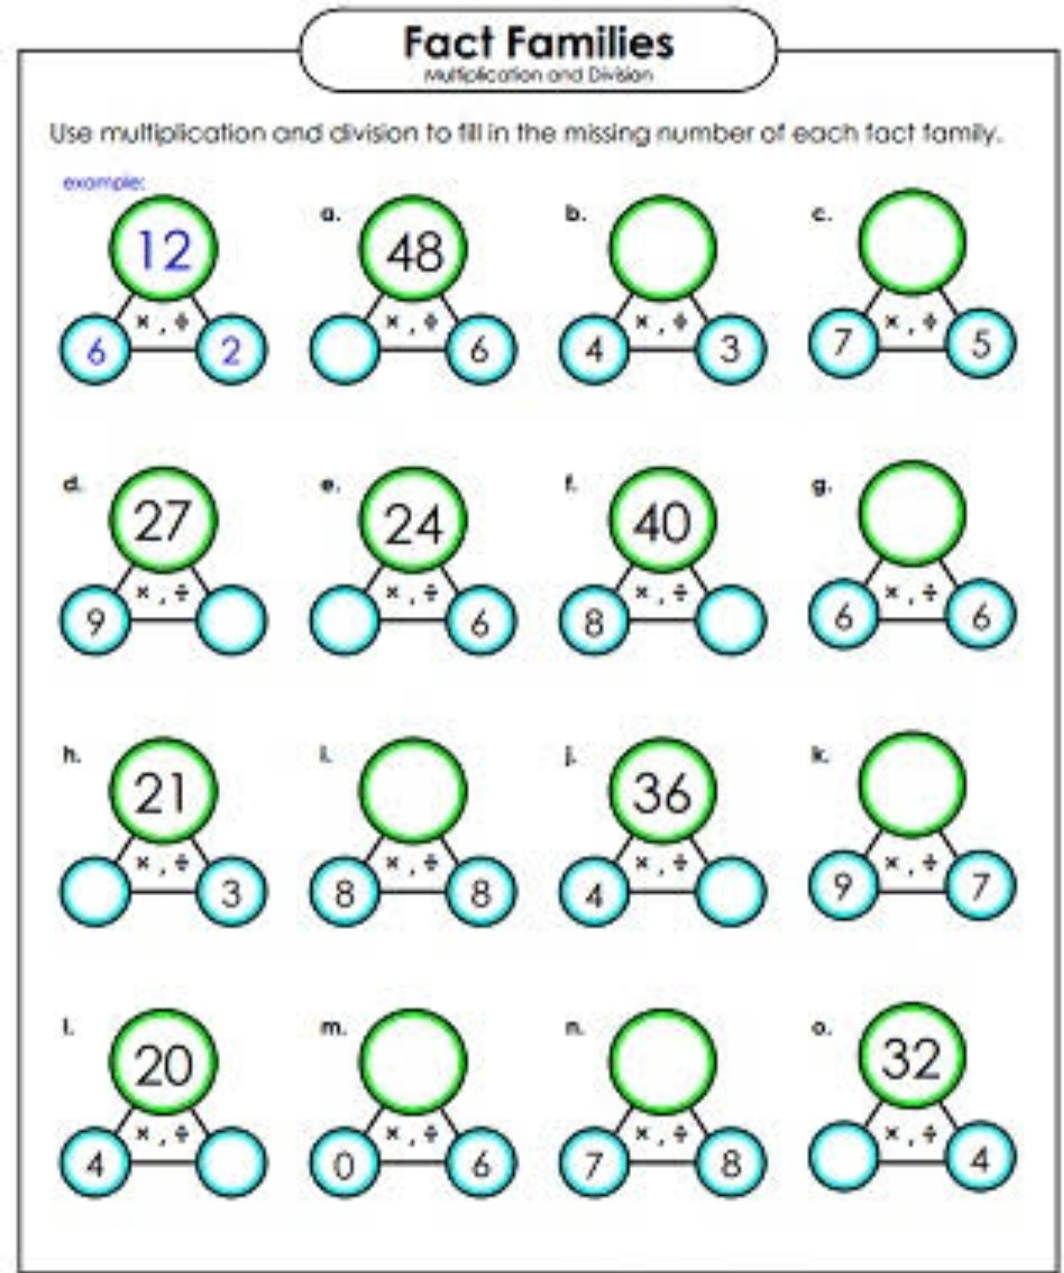 Fact Families
Multiplication and Division
Use multiplication and division to fill in the missing number of each fact family.
example:
a. b. c.
12 48
× , ÷ × , ÷ × , ÷ × , ÷
6 2 6 4 3 7 5
d. e. f. g.
27 24 40
× , ÷ × , ÷ × , ÷ × , ÷
9 6 8 6 6
h. i. j. k.
21 36
× , ÷ × , ÷ × , ÷ × , ÷
3 8 8 4 9 7
l. m. n. o.
20 32
× , ÷ × , ÷ × , ÷ × , ÷
4 0 6 7 8 4